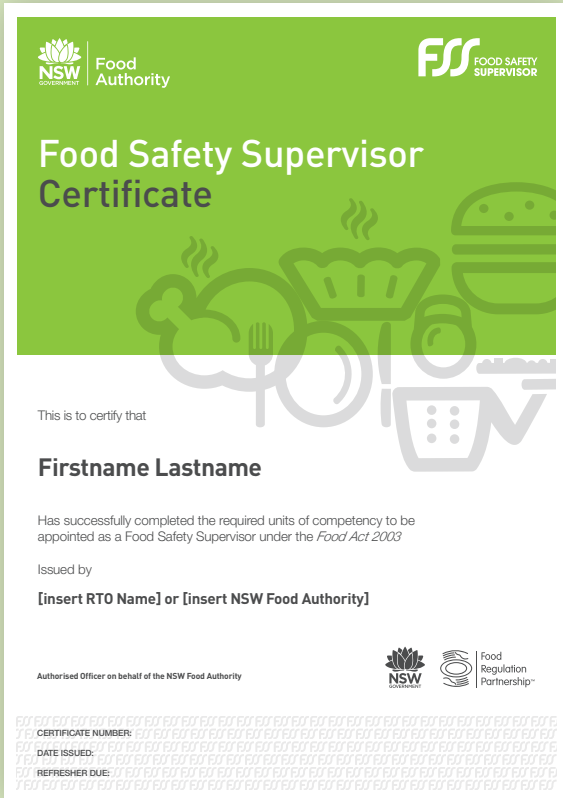 NSW
GOVERNMENT
Food
Authority
FSS FOOD SAFETY
SUPERVISOR
Food Safety Supervisor
Certificate
This is to certify that
Firstname Lastname
Has successfully completed the required units of competency to be
appointed as a Food Safety Supervisor under the Food Act 2003
Issued by
[insert RTO Name] or [insert NSW Food Authority]
Authorised Officer on behalf of the NSW Food Authority
NSW
GOVERNMENT
Food
Regulation
Partnership™
CERTIFICATE NUMBER:
DATE ISSUED:
REFRESHER DUE: